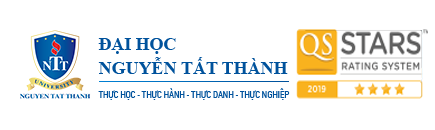 NTT
UNIVERSITY
NGUYEN TAT THANH
ĐẠI HỌC
NGUYỄN TẤT THÀNH
THỰC HỌC - THỰC HÀNH - THỰC DANH - THỰC NGHIỆP
QS STARS™
RATING SYSTEM
2019